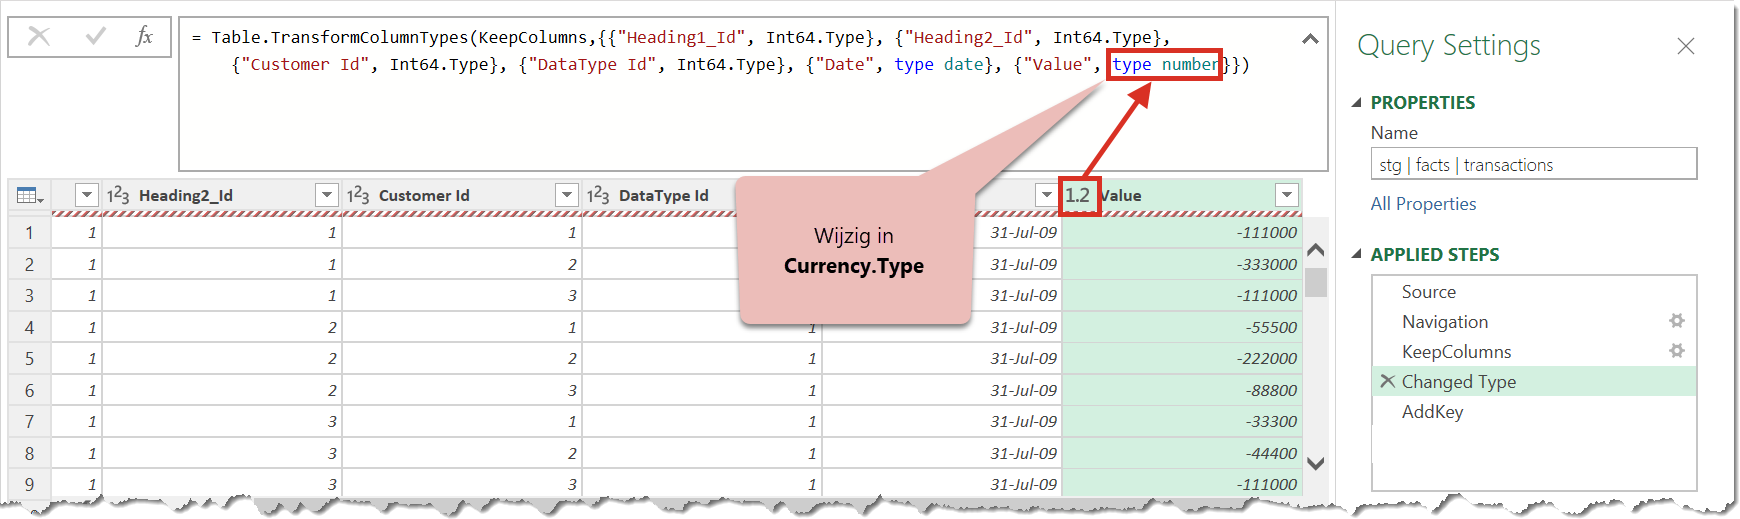 = Table.TransformColumnTypes(KeepColumns,{{"Heading1_Id", Int64.Type}, {"Heading2_Id", Int64.Type},
{"Customer Id", Int64.Type}, {"DataType Id", Int64.Type}, {"Date", type date}, {"Value", type number}})
fx
Wijzig in
Currency.Type
1²3 Heading2_Id 1²3 Customer Id 1²3 DataType Id 1.2 Value
1 1 1 1 31-Jul-09 -111000
2 1 1 2 31-Jul-09 -333000
3 1 1 3 31-Jul-09 -111000
4 1 2 1 1 31-Jul-09 -55500
5 1 2 2 1 31-Jul-09 -222000
6 1 2 3 1 31-Jul-09 -88800
7 1 3 1 1 31-Jul-09 -33300
8 1 3 2 1 31-Jul-09 -44400
9 1 3 3 1 31-Jul-09 -111000
Query Settings
PROPERTIES
Name
stg | facts | transactions
All Properties
APPLIED STEPS
Source
Navigation
KeepColumns
Changed Type
AddKey